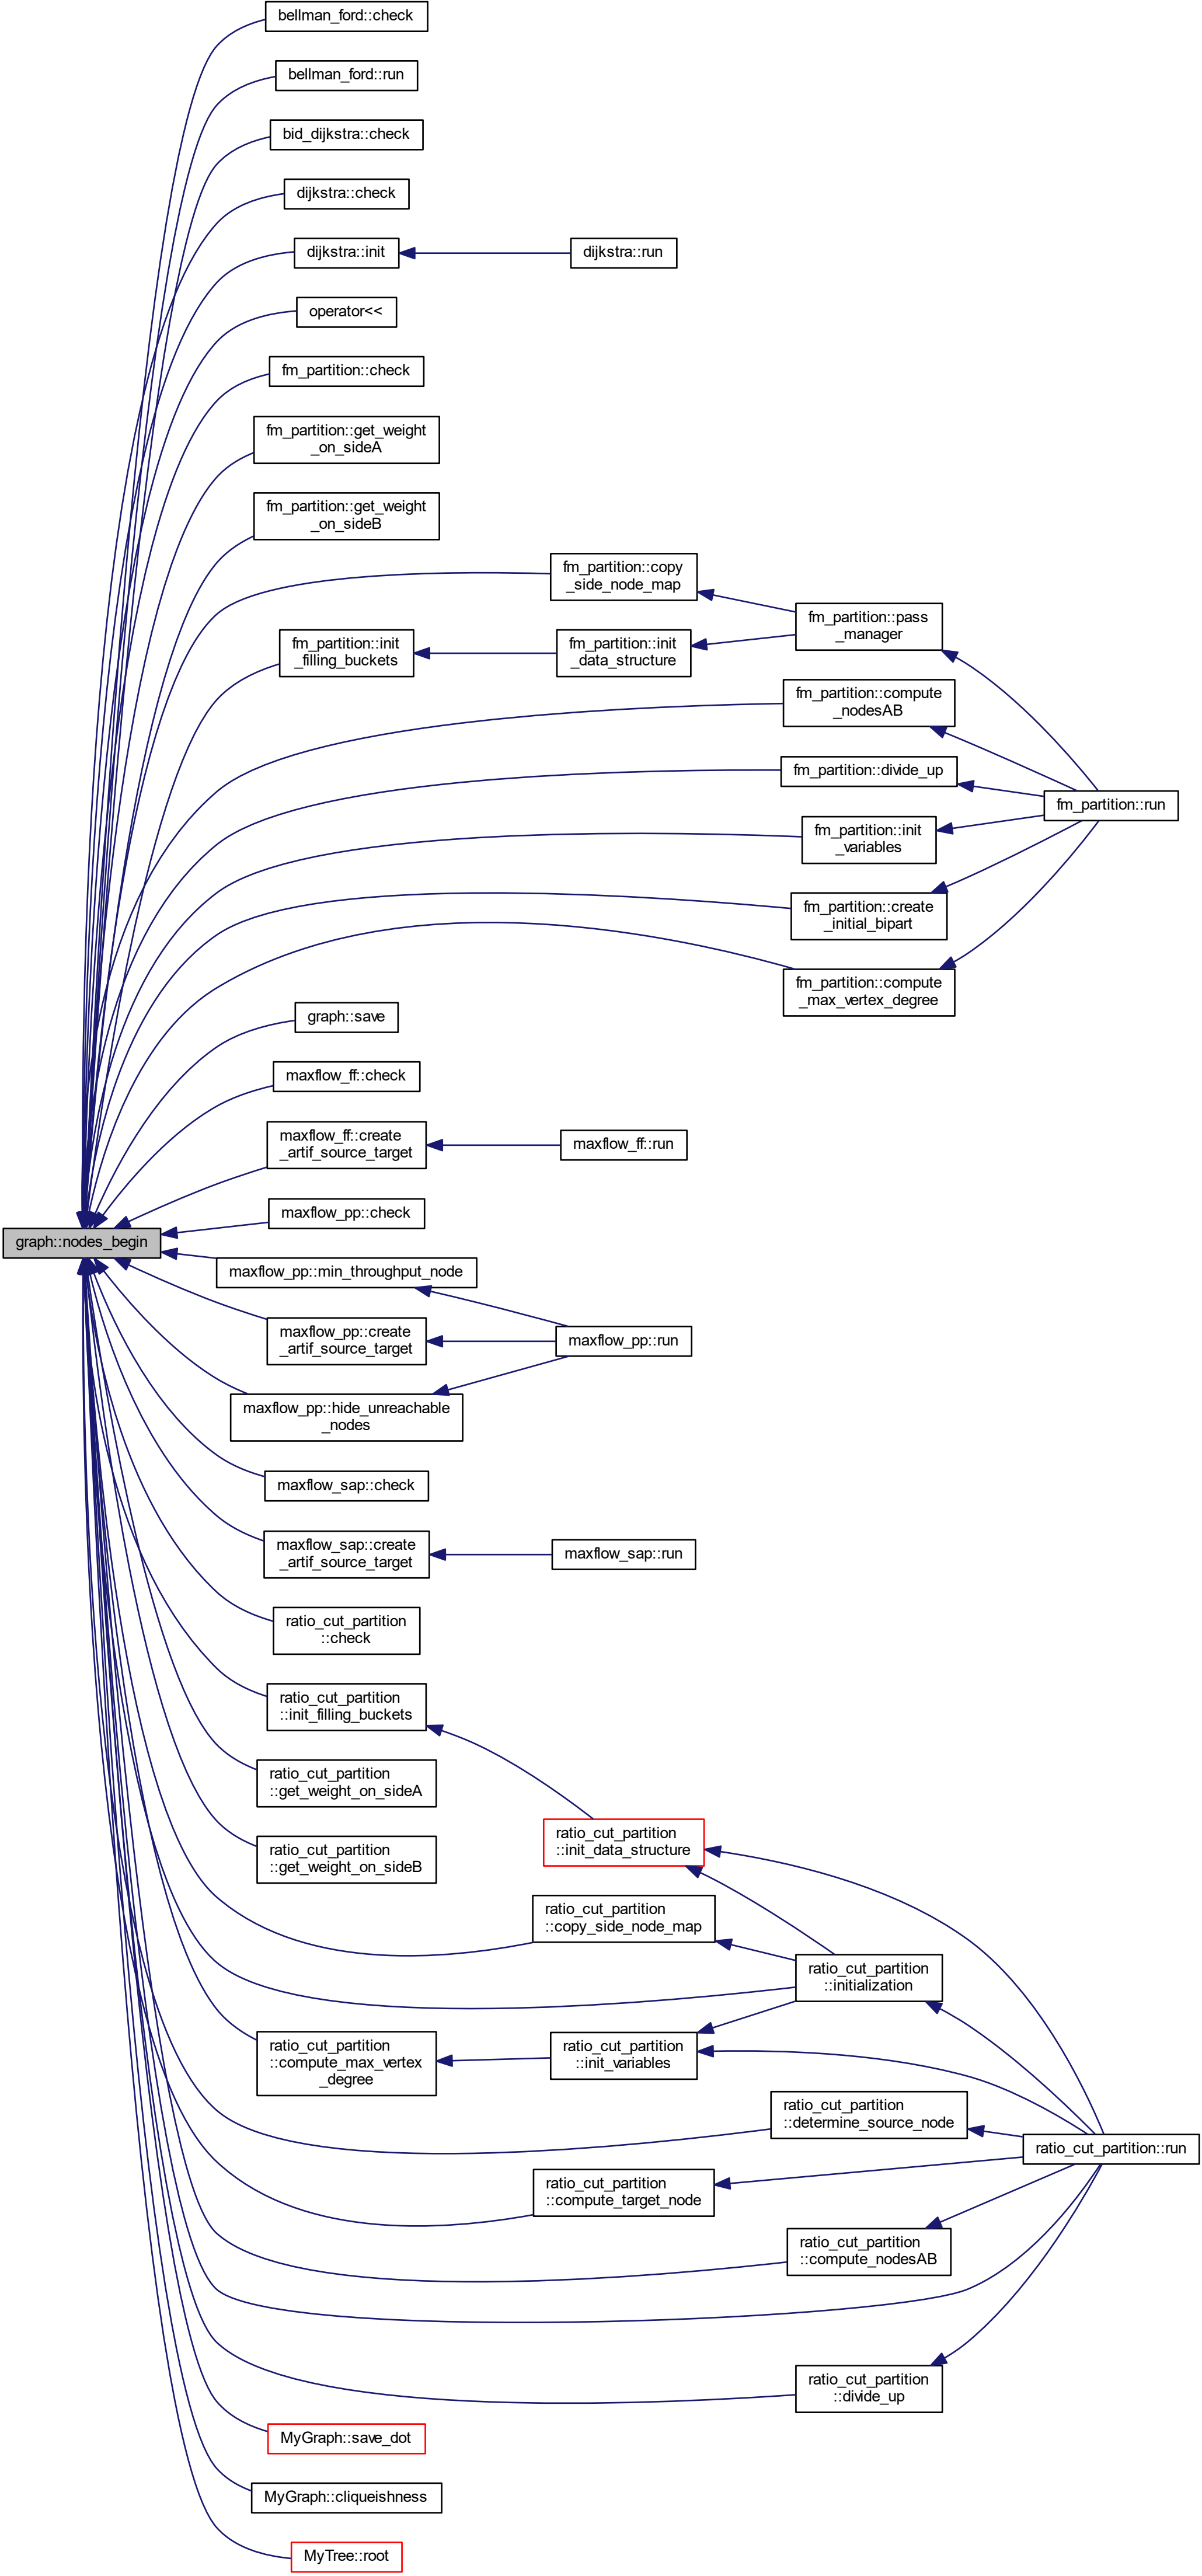 bellman_ford::check
bellman_ford::run
bid_dijkstra::check
dijkstra::check
dijkstra::init
dijkstra::run
operator<<
fm_partition::check
fm_partition::get_weight
_on_sideA
fm_partition::get_weight
_on_sideB
fm_partition::copy
_side_node_map
fm_partition::pass
_manager
fm_partition::init
_filling_buckets
fm_partition::init
_data_structure
fm_partition::compute
_nodesAB
fm_partition::divide_up
fm_partition::run
fm_partition::init
_variables
fm_partition::create
_initial_bipart
fm_partition::compute
_max_vertex_degree
graph::save
maxflow_ff::check
maxflow_ff::create
_artif_source_target
maxflow_ff::run
maxflow_pp::check
graph::nodes_begin
maxflow_pp::min_throughput_node
maxflow_pp::create
_artif_source_target
maxflow_pp::run
maxflow_pp::hide_unreachable
_nodes
maxflow_sap::check
maxflow_sap::create
_artif_source_target
maxflow_sap::run
ratio_cut_partition
::check
ratio_cut_partition
::init_filling_buckets
ratio_cut_partition
::get_weight_on_sideA
ratio_cut_partition
::init_data_structure
ratio_cut_partition
::get_weight_on_sideB
ratio_cut_partition
::copy_side_node_map
ratio_cut_partition
::initialization
ratio_cut_partition
::compute_max_vertex
_degree
ratio_cut_partition
::init_variables
ratio_cut_partition
::determine_source_node
ratio_cut_partition::run
ratio_cut_partition
::compute_target_node
ratio_cut_partition
::compute_nodesAB
ratio_cut_partition
::divide_up
MyGraph::save_dot
MyGraph::cliqueishness
MyTree::root